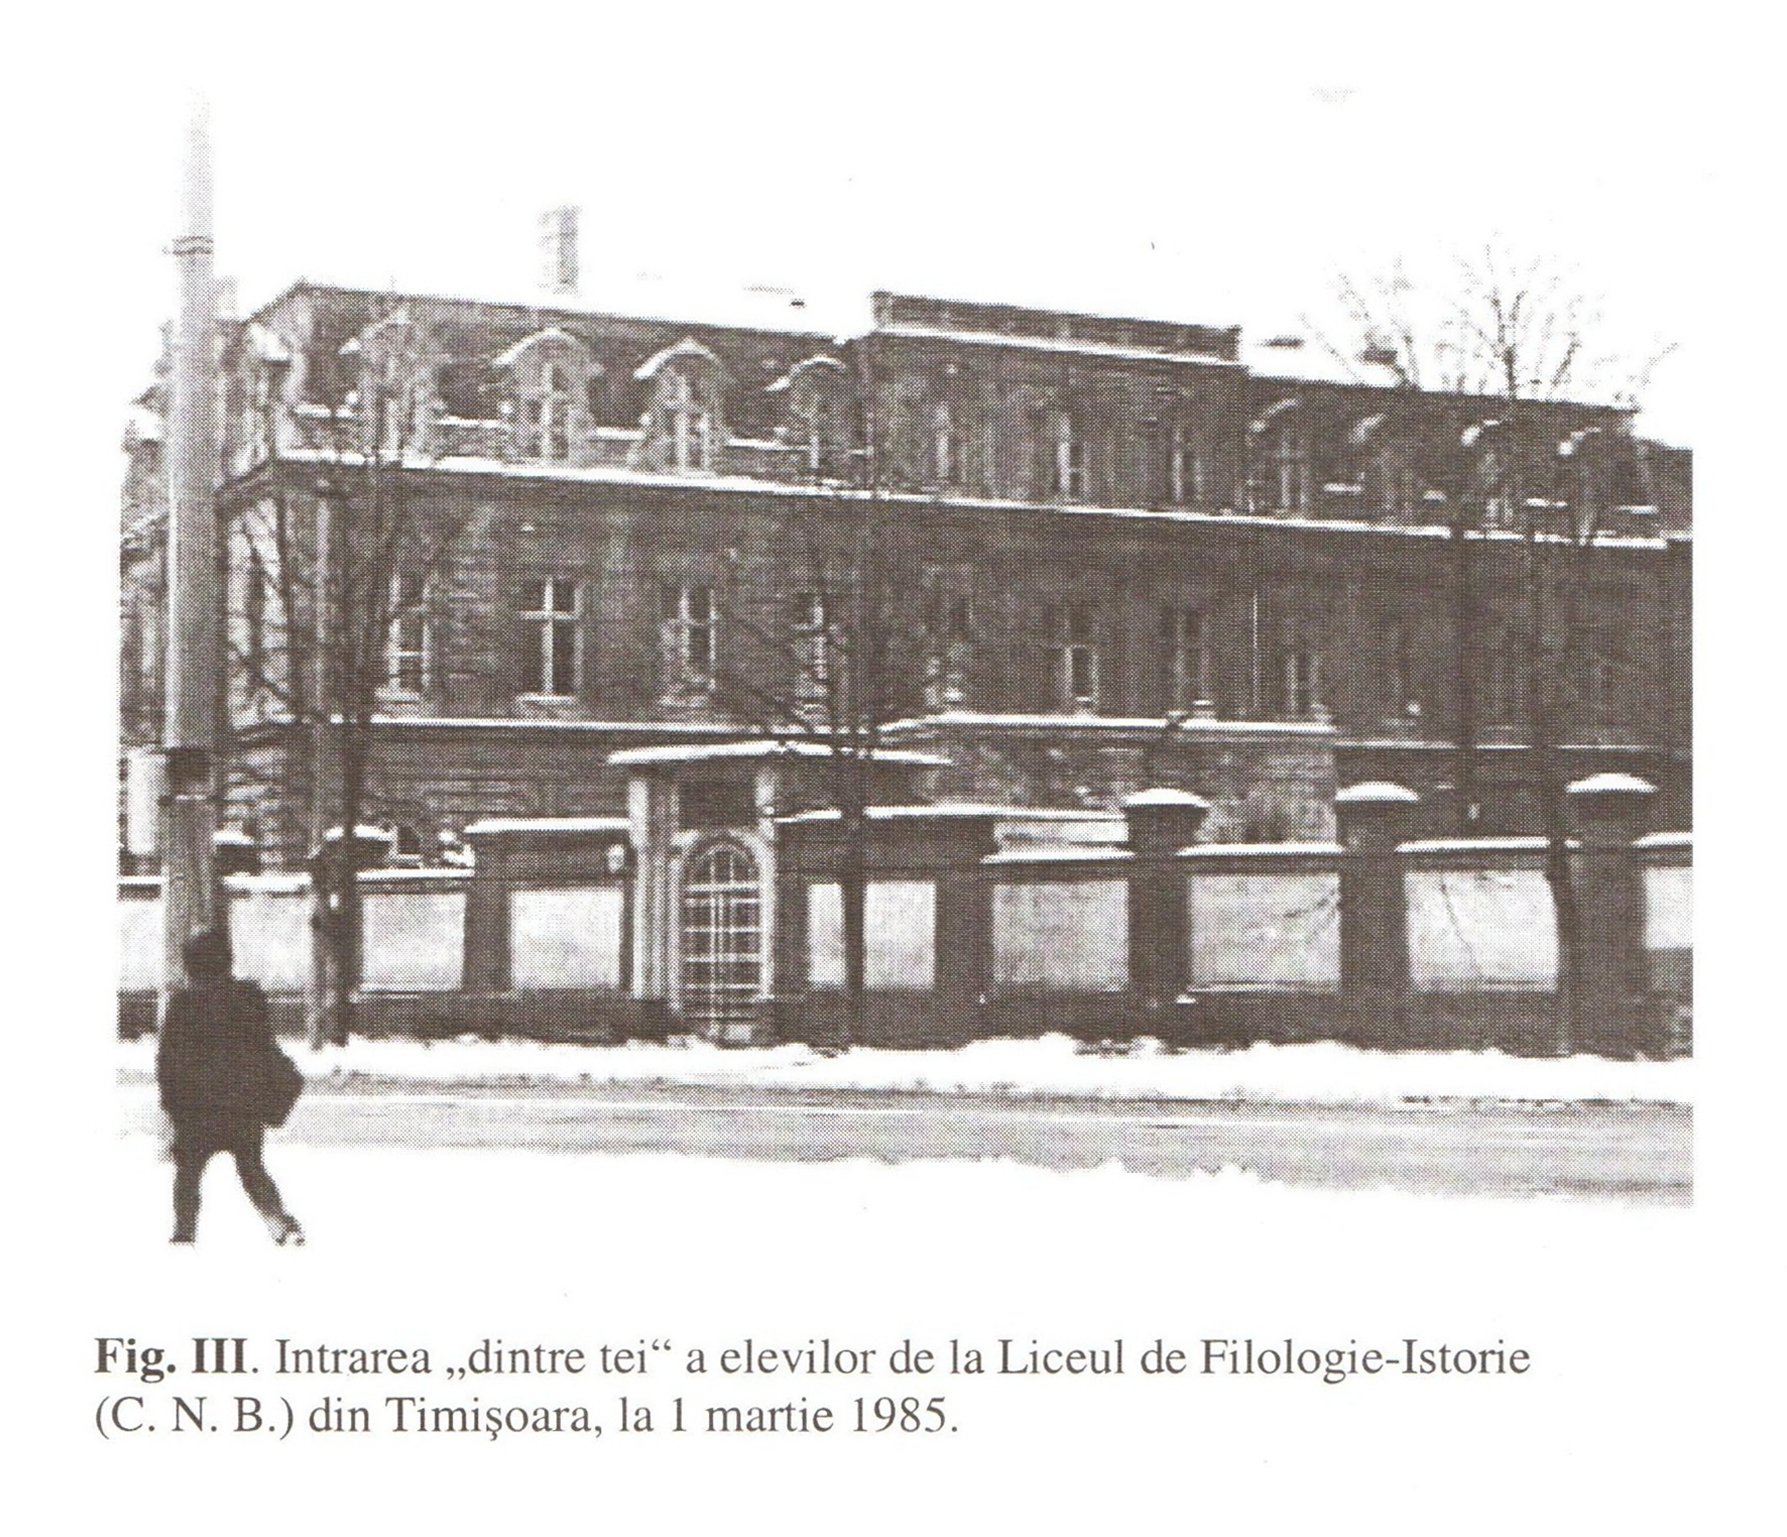 Fig. III. Intrarea „dintre tei“ a elevilor de la Liceul de Filologie-Istorie
(C. N. B.) din Timişoara, la 1 martie 1985.